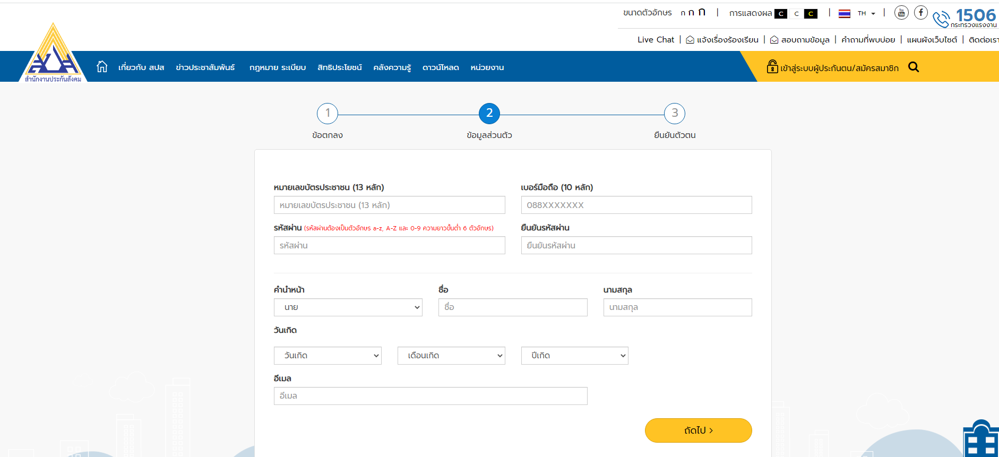 ขนาดตัวอักษร ก ก ก | การแสดงผล C C C | TH | You Tube f 1506
กระทรวงแรงงาน
Live Chat | แจ้งเรื่องร้องเรียน | สอบถามข้อมูล | คำถามที่พบบ่อย | แผนผังเว็บไซต์ | ติดต่อเรา
สปส
สำนักงานประกันสังคม
เกี่ยวกับ สปส ข่าวประชาสัมพันธ์ กฎหมาย ระเบียบ สิทธิประโยชน์ คลังความรู้ ดาวน์โหลด หน่วยงาน
เข้าสู่ระบบผู้ประกันตน/สมัครสมาชิก
1 2 3
ข้อตกลง ข้อมูลส่วนตัว ยืนยันตัวตน
หมายเลขบัตรประชาชน (13 หลัก) เบอร์มือถือ (10 หลัก)
หมายเลขบัตรประชาชน (13 หลัก) 088XXXXXXX
รหัสผ่าน (รหัสผ่านต้องเป็นตัวอักษร a-z, A-Z และ 0-9 ความยาวขั้นต่ำ 6 ตัวอักษร) ยืนยันรหัสผ่าน
รหัสผ่าน ยืนยันรหัสผ่าน
คำนำหน้า ชื่อ นามสกุล
นาย ชื่อ นามสกุล
วันเกิด
วันเกิด เดือนเกิด ปีเกิด
อีเมล
อีเมล
ถัดไป >